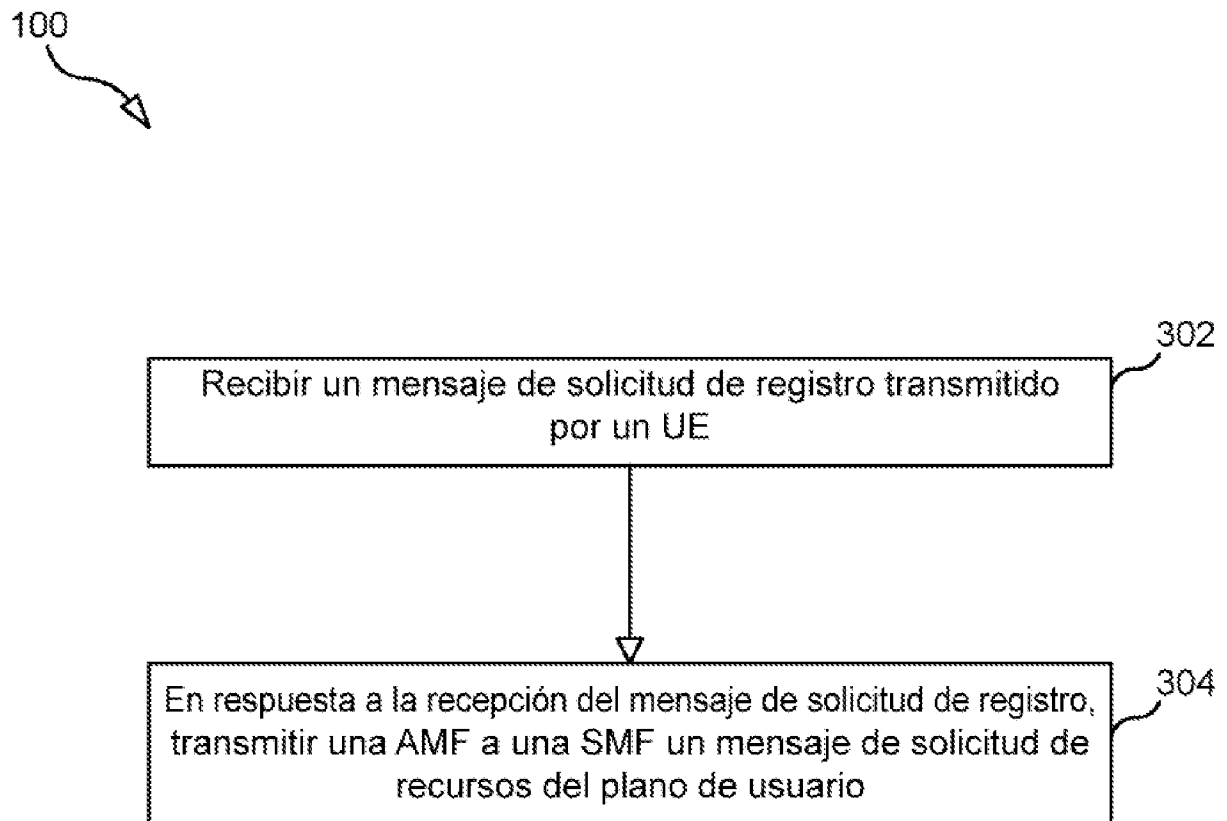 100
302
Recibir un mensaje de solicitud de registro transmitido
por un UE
304
En respuesta a la recepción del mensaje de solicitud de registro,
transmitir una AMF a una SMF un mensaje de solicitud de
recursos del plano de usuario